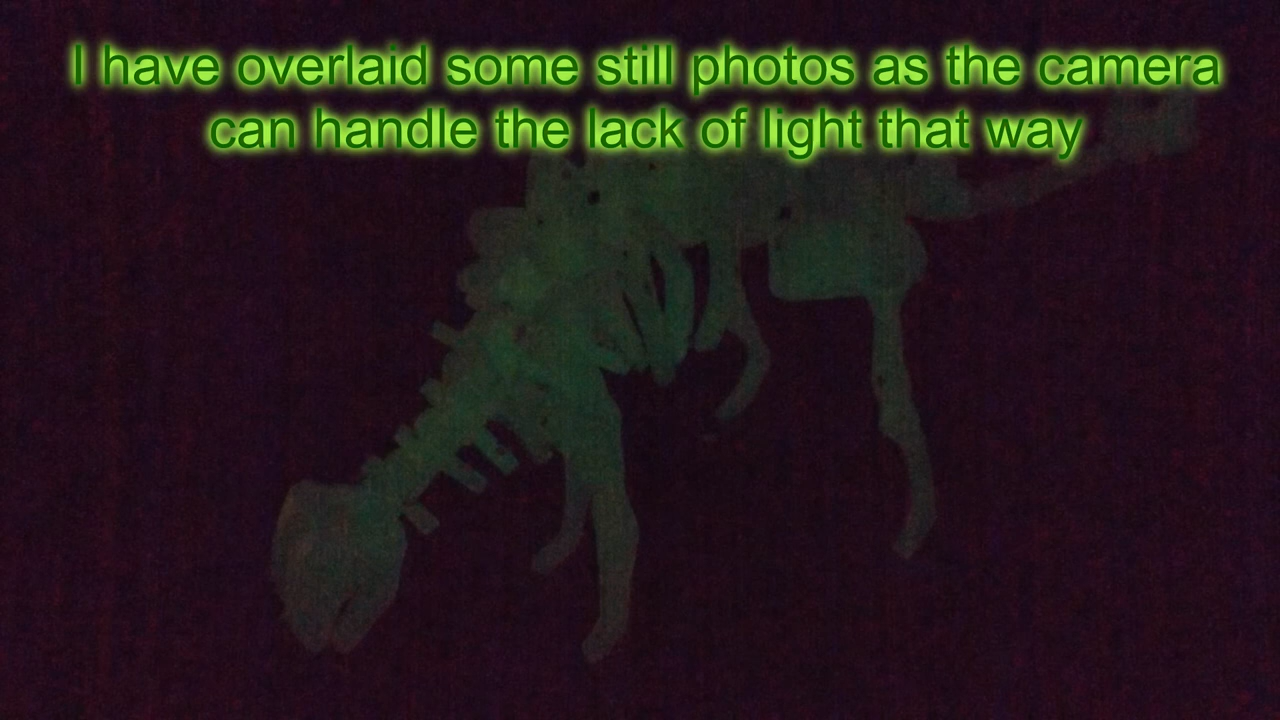 I have overlaid some still photos as the camera
can handle the lack of light that way